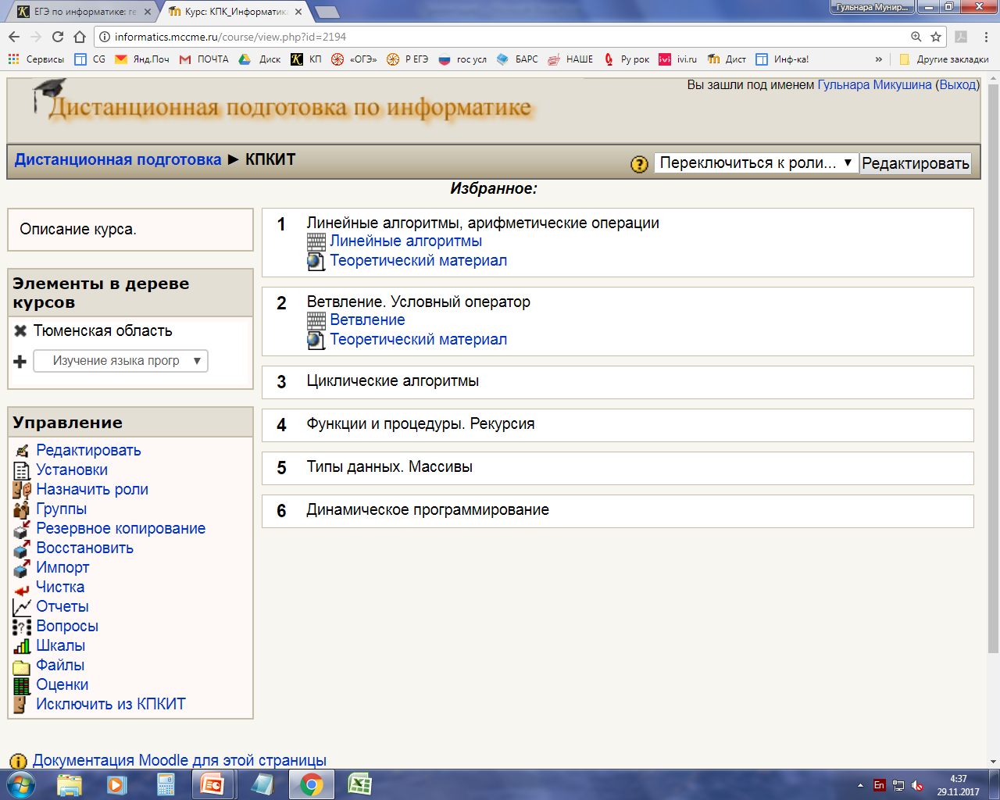 ЕГЭ по информатике: ге
Курс: КПК_Информатик
Гульнара Мунир...
informatics.mccme.ru/course/view.php?id=2194
Сервисы CG Янд.Поч ПОЧТА Диск КП «ОГЭ» Р ЕГЭ гос усл БАРС НАШЕ Ру рок ivi.ru Дист Инф-ка! » Другие закладки
Вы зашли под именем Гульнара Микушина (Выход)
Дистанционная подготовка по информатике
Дистанционная подготовка ► КПКИТ
Переключиться к роли... Редактировать
Избранное:
Описание курса.
Элементы в дереве
курсов
Тюменская область
Изучение языка прогр
Управление
Редактировать
Установки
Назначить роли
Группы
Резервное копирование
Восстановить
Импорт
Чистка
Отчеты
Вопросы
Шкалы
Файлы
Оценки
Исключить из КПКИТ
1 Линейные алгоритмы, арифметические операции
Линейные алгоритмы
Теоретический материал
2 Ветвление. Условный оператор
Ветвление
Теоретический материал
3 Циклические алгоритмы
4 Функции и процедуры. Рекурсия
5 Типы данных. Массивы
6 Динамическое программирование
Документация Moodle для этой страницы
En
4:37
29.11.2017